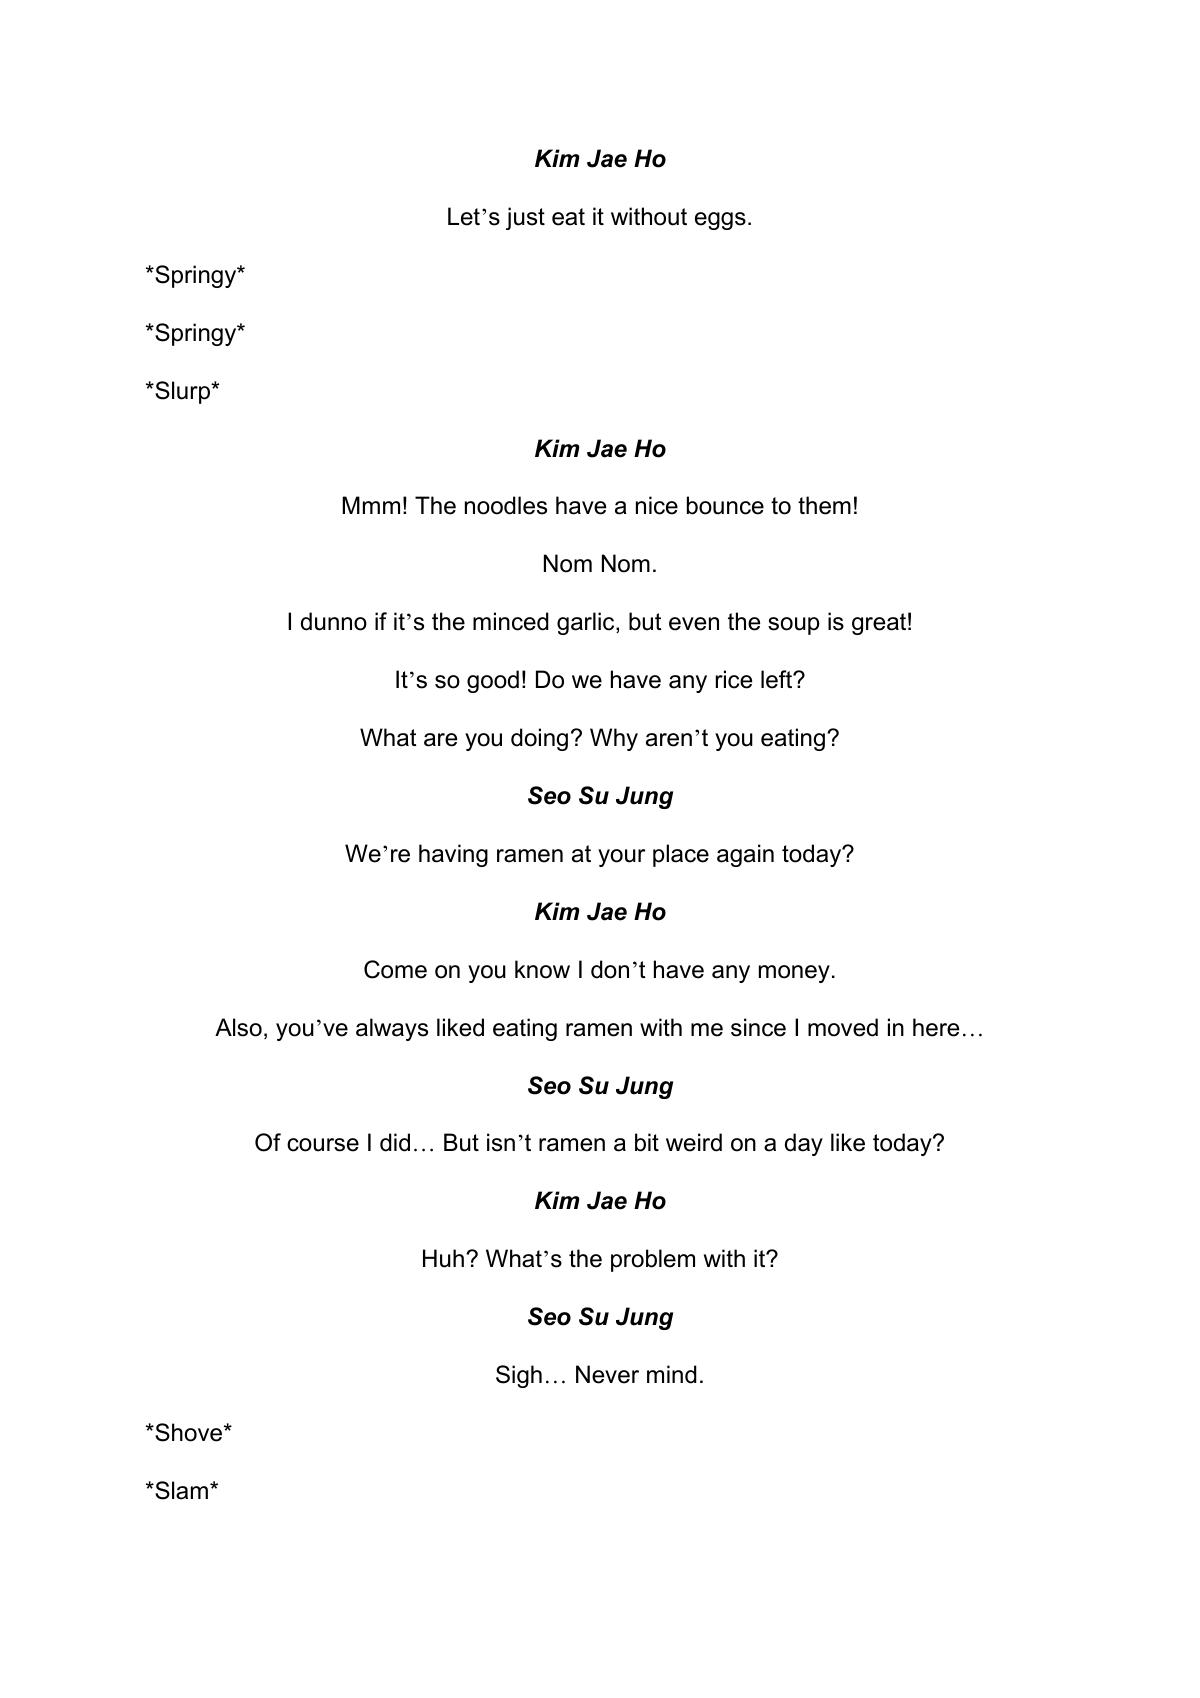 Kim Jae Ho
Let’s just eat it without eggs.
*Springy*
*Springy*
*Slurp*
Kim Jae Ho
Mmm! The noodles have a nice bounce to them!
Nom Nom.
I dunno if it’s the minced garlic, but even the soup is great!
It’s so good! Do we have any rice left?
What are you doing? Why aren’t you eating?
Seo Su Jung
We’re having ramen at your place again today?
Kim Jae Ho
Come on you know I don’t have any money.
Also, you’ve always liked eating ramen with me since I moved in here…
Seo Su Jung
Of course I did… But isn’t ramen a bit weird on a day like today?
Kim Jae Ho
Huh? What’s the problem with it?
Seo Su Jung
Sigh… Never mind.
*Shove*
*Slam*